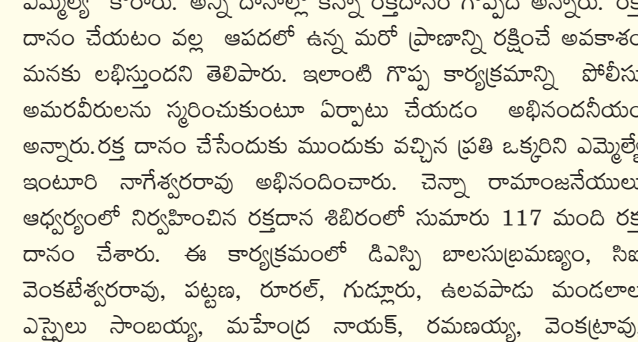 ఎమ్మెల్యే కోరారు. అన్ని దానాల్లో కన్నా రక్తదానం గొప్పదే అన్నారు. రక్త
దానం చేయటం వల్ల ఆపదలో ఉన్న మరో ప్రాణాన్ని రక్షించే అవకాశం
మనకు లభిస్తుందని తెలిపారు. ఇలాంటి గొప్ప కార్యక్రమాన్ని పోలీసు
అమరవీరులను స్మరించుకుంటూ ఏర్పాటు చేయడం అభినందనీయం
అన్నారు.రక్త దానం చేసేందుకు ముందుకు వచ్చిన ప్రతి ఒక్కరిని ఎమ్మెల్యే
ఇంటూరి నాగేశ్వరరావు అభినందించారు. చెన్నా రామాంజనేయులు
ఆధ్వర్యంలో నిర్వహించిన రక్తదాన శిబిరంలో సుమారు 117 మంది రక్త
దానం చేశారు. ఈ కార్యక్రమంలో డిఎస్పి బాలసుబ్రమణ్యం, సిఐ
వెంకటేశ్వరరావు, పట్టణ, రూరల్, గుడ్లూరు, ఉలవపాడు మండలాల
ఎస్సైలు సాంబయ్య, మహేంద్ర నాయక్, రమణయ్య, వెంకట్రావు,